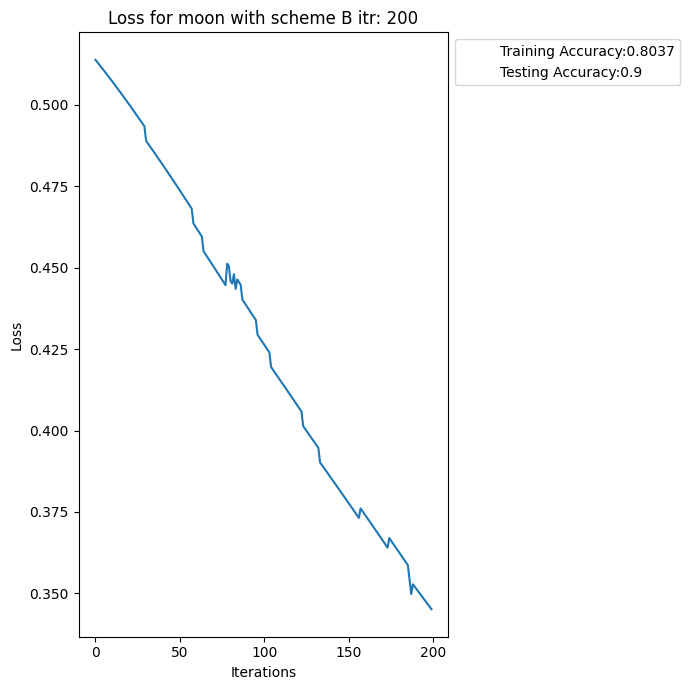 Loss for moon with scheme B itr: 200
Training Accuracy:0.8037
Testing Accuracy:0.9
0.500
0.475
0.450
0.425
0.400
0.375
0.350
Loss
0 50 100 150 200
Iterations